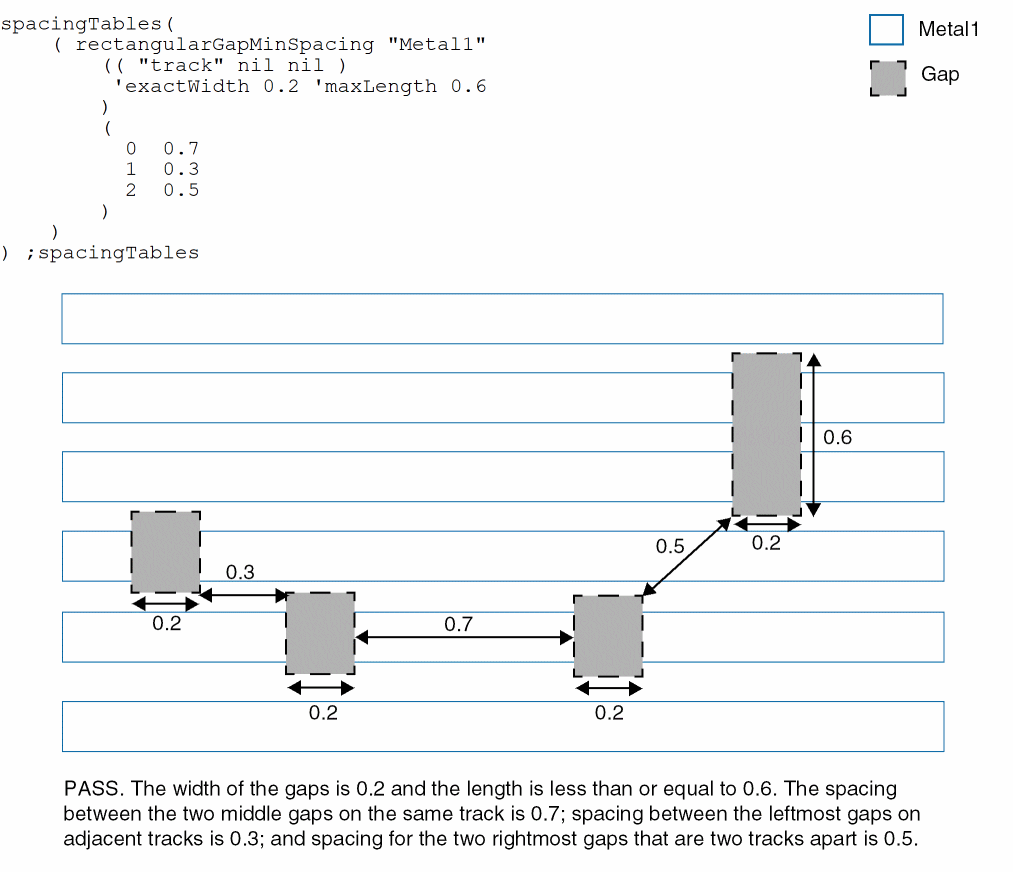 spacingTables(
( rectangularGapMinSpacing "Metal1"
(( "track" nil nil )
'exactWidth 0.2 'maxLength 0.6
)
(
0 0.7
1 0.3
2 0.5
)
)
) ;spacingTables
Metal1
Gap
0.6
0.5
0.2
0.3
0.2
0.7
0.2
0.2
PASS. The width of the gaps is 0.2 and the length is less than or equal to 0.6. The spacing
between the two middle gaps on the same track is 0.7; spacing between the leftmost gaps on
adjacent tracks is 0.3; and spacing for the two rightmost gaps that are two tracks apart is 0.5.